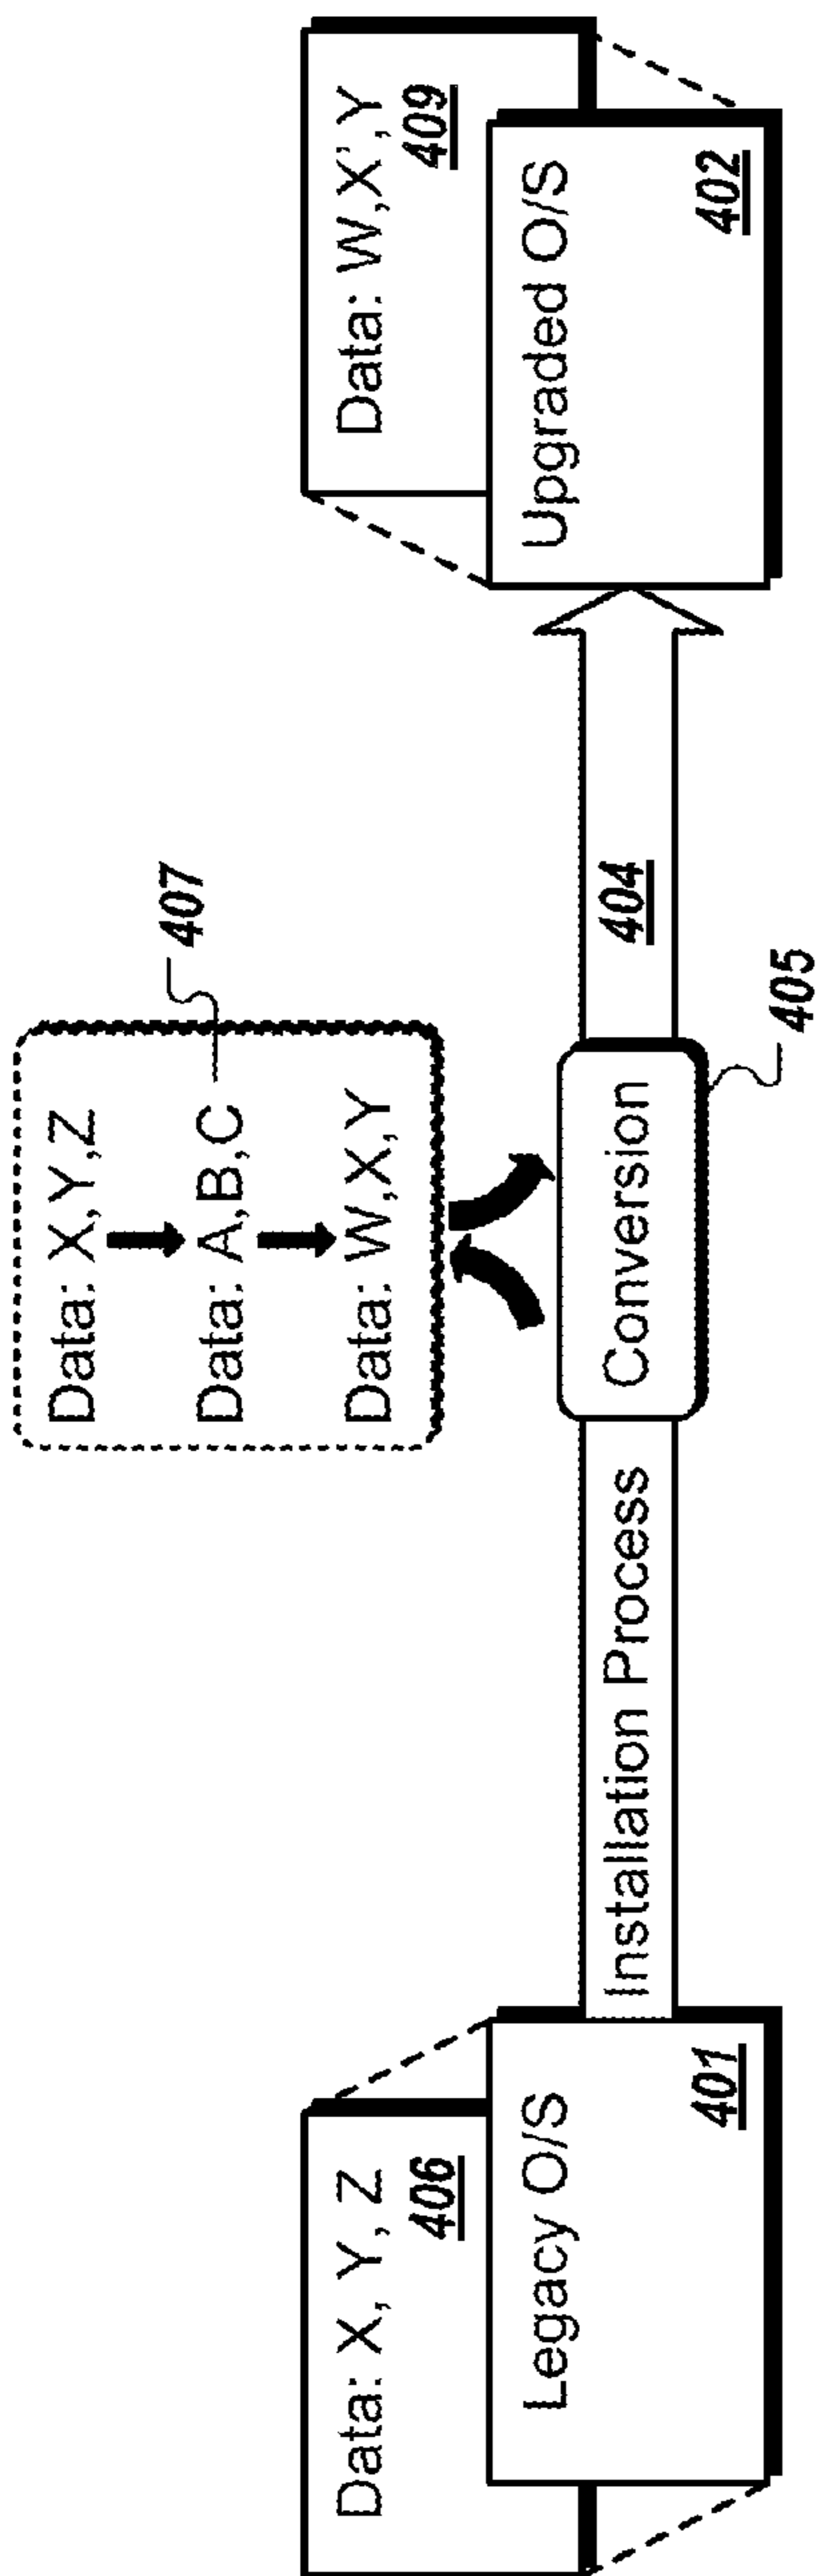 Data: X, Y, Z
406
Legacy O/S
401
Installation Process
Data: X,Y,Z
Data: A,B,C
407
Data: W,X,Y
Conversion
405
404
Data: W,X',Y
409
Upgraded O/S
402